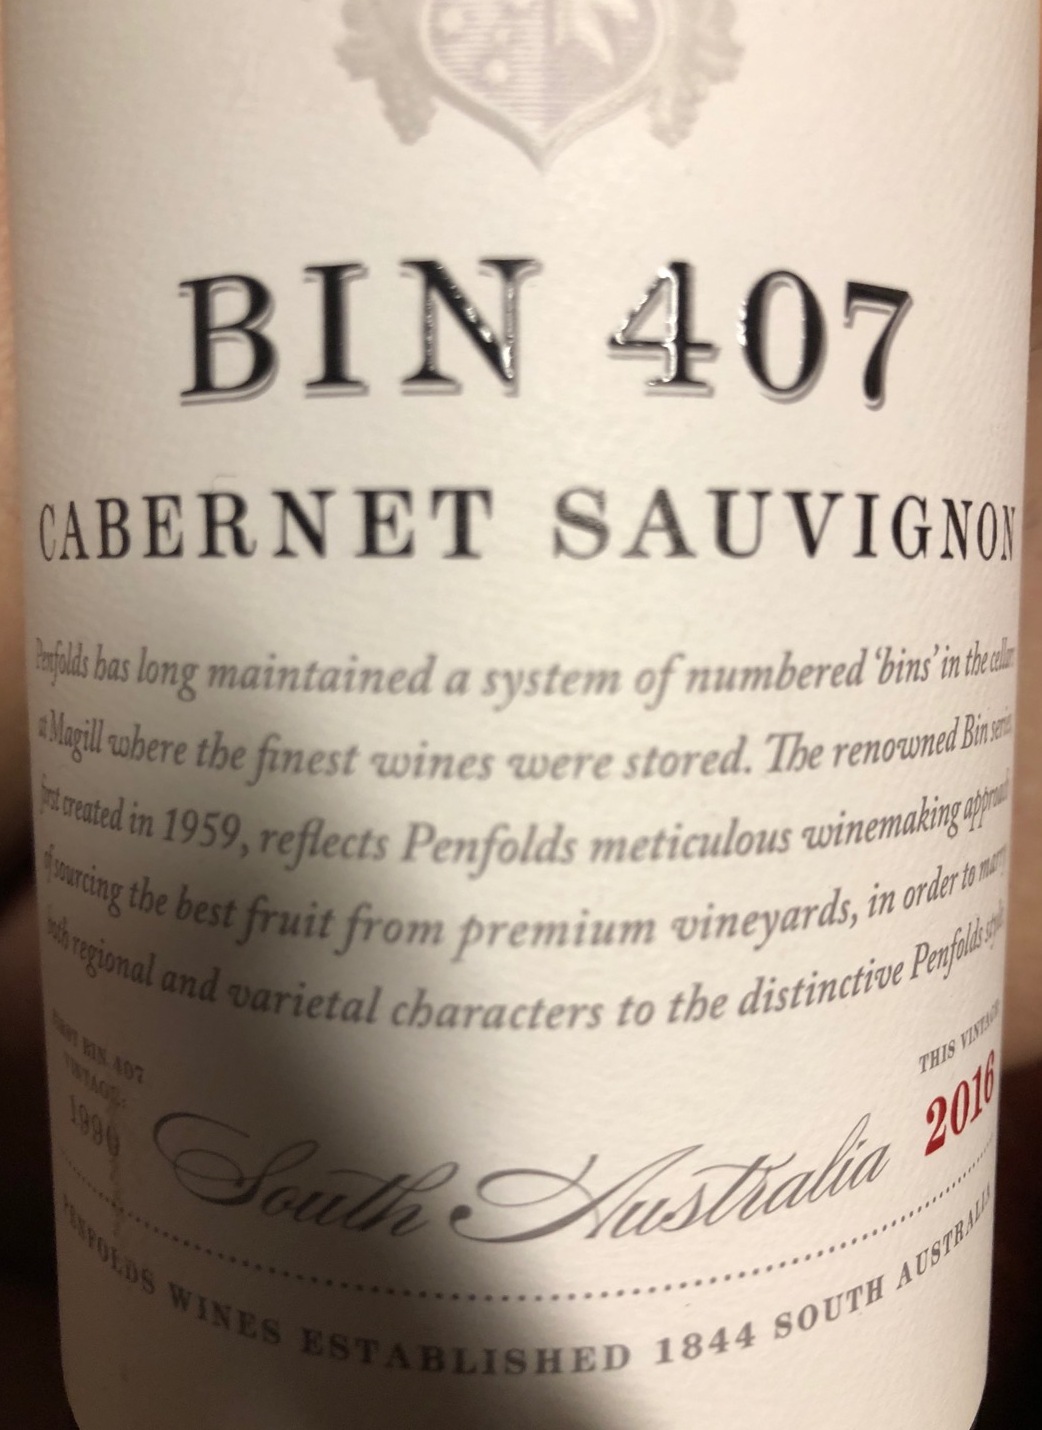 BIN 407
CABERNET SAUVIGNON
Penfolds has long maintained a system of numbered ‘bins’ in the cellars
at Magill where the finest wines were stored. The renowned Bin series,
first created in 1959, reflects Penfolds meticulous winemaking approach
of sourcing the best fruit from premium vineyards, in order to marry
both regional and varietal characters to the distinctive Penfolds style.
FIRST BIN 407
VINTAGE:
1990
South Australia
THIS VINTAGE
2016
PENFOLDS WINES ESTABLISHED 1844 SOUTH AUSTRALIA